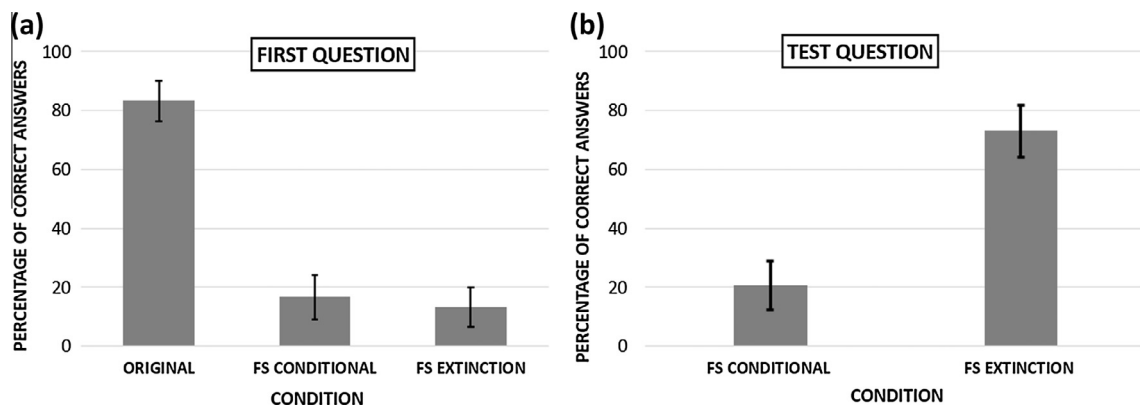 (a)
FIRST QUESTION
PERCENTAGE OF CORRECT ANSWERS
100
80
60
40
20
0
ORIGINAL
FS CONDITIONAL
FS EXTINCTION
CONDITION
(b)
TEST QUESTION
PERCENTAGE OF CORRECT ANSWERS
100
80
60
40
20
0
FS CONDITIONAL
FS EXTINCTION
CONDITION